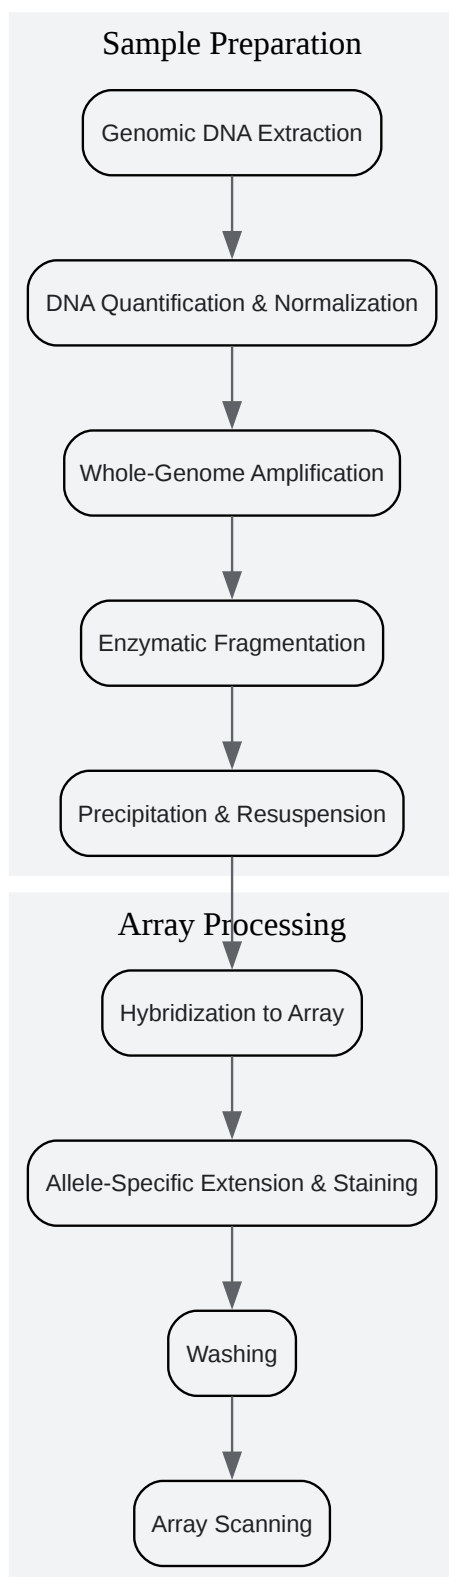 Sample Preparation
Genomic DNA Extraction
DNA Quantification & Normalization
Whole-Genome Amplification
Enzymatic Fragmentation
Precipitation & Resuspension
Array Processing
Hybridization to Array
Allele-Specific Extension & Staining
Washing
Array Scanning